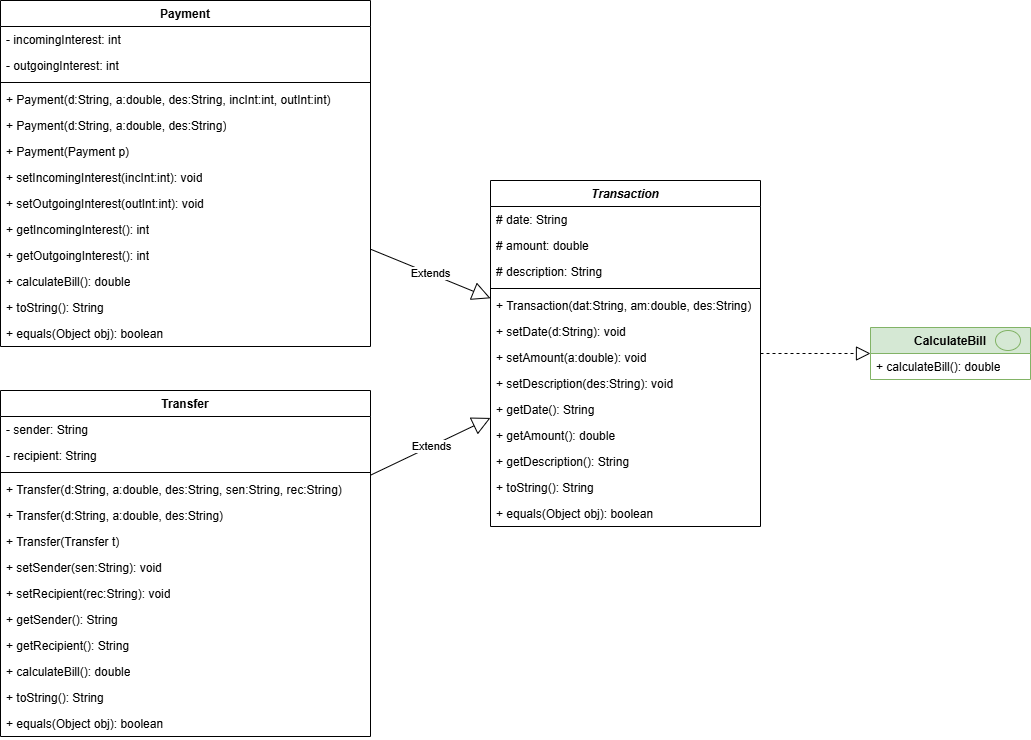 Payment
- incomingInterest: int
- outgoingInterest: int
+ Payment(d:String, a:double, des:String, incInt:int, outInt:int)
+ Payment(d:String, a:double, des:String)
+ Payment(Payment p)
+ setIncomingInterest(incInt:int): void
+ setOutgoingInterest(outInt:int): void
+ getIncomingInterest(): int
+ getOutgoingInterest(): int
+ calculateBill(): double
+ toString(): String
+ equals(Object obj): boolean
Extends
Transfer
- sender: String
- recipient: String
+ Transfer(d:String, a:double, des:String, sen:String, rec:String)
+ Transfer(d:String, a:double, des:String)
+ Transfer(Transfer t)
+ setSender(sen:String): void
+ setRecipient(rec:String): void
+ getSender(): String
+ getRecipient(): String
+ calculateBill(): double
+ toString(): String
+ equals(Object obj): boolean
Extends
Transaction
# date: String
# amount: double
# description: String
+ Transaction(dat:String, am:double, des:String)
+ setDate(d:String): void
+ setAmount(a:double): void
+ setDescription(des:String): void
+ getDate(): String
+ getAmount(): double
+ getDescription(): String
+ toString(): String
+ equals(Object obj): boolean
CalculateBill
+ calculateBill(): double